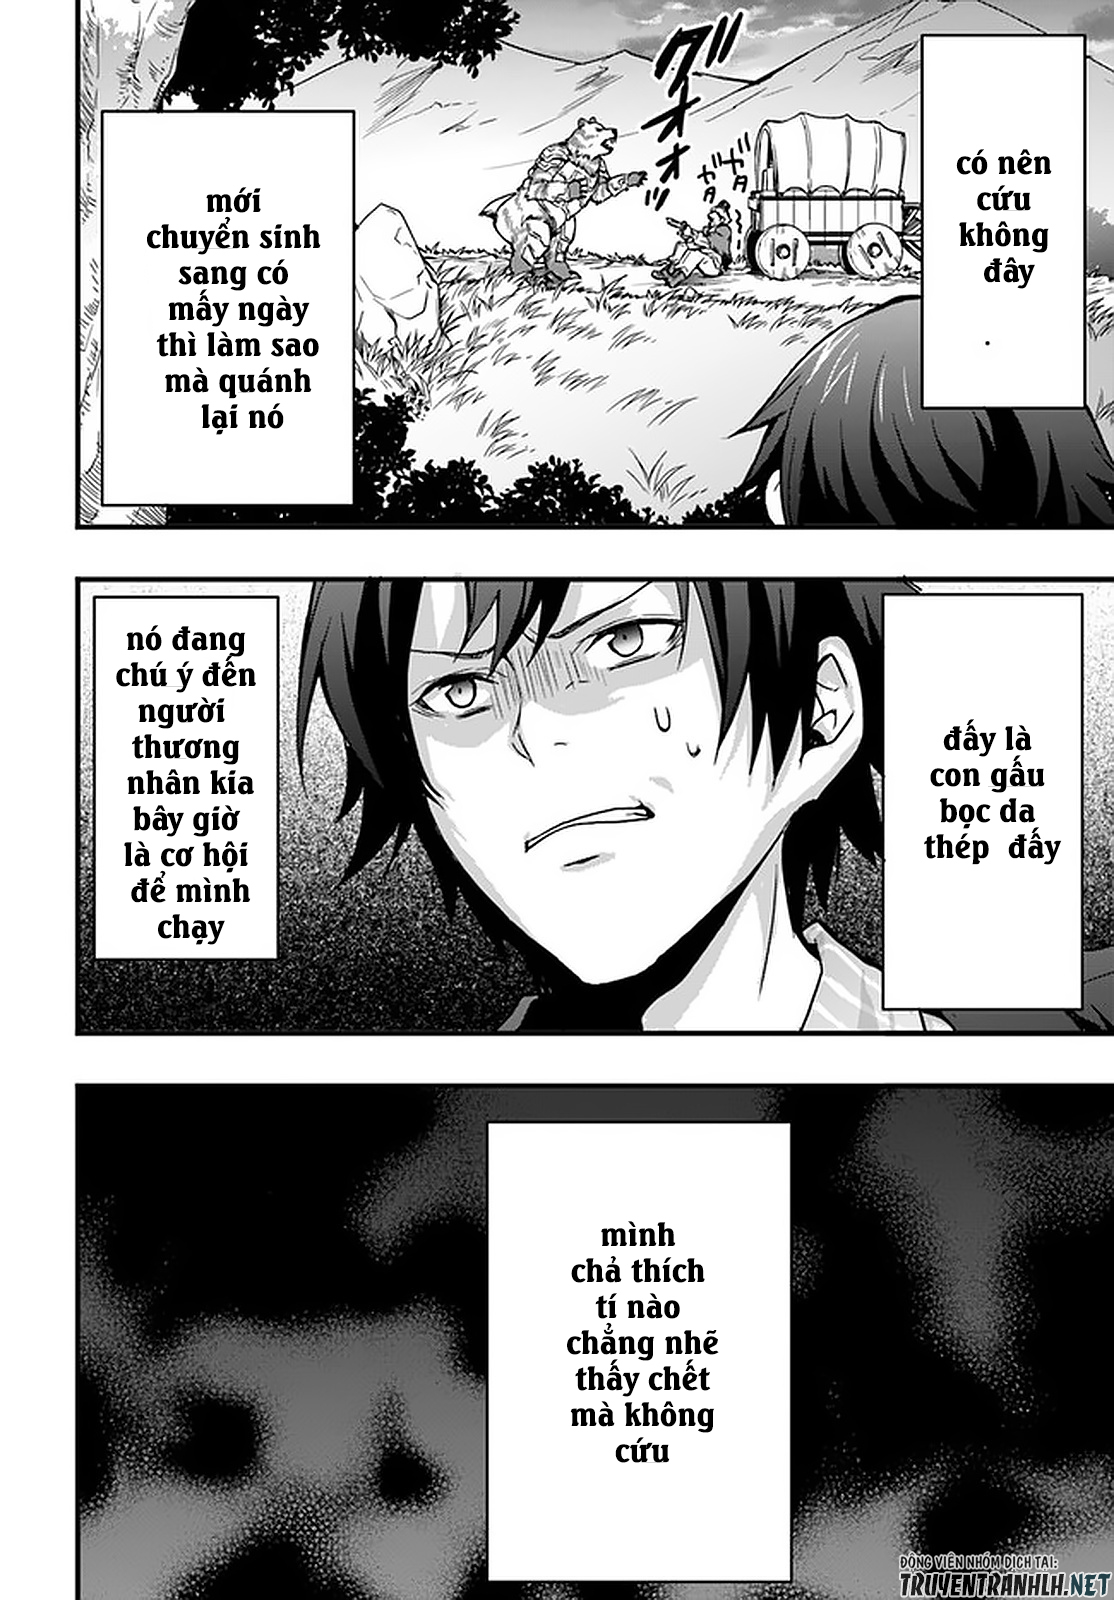 có nên
cứu
không
đây
.
グオオオ
ガタ
ガタ
mới
chuyển sinh
sang có
mấy ngày
thì làm sao
mà quánh
lại nó
đấy là
con gấu
bọc da
thép đấy
nó đang
chú ý đến
người
thương
nhân kia
bây giờ
là cơ hội
để mình
chạy
mình
chả thích
tí nào
chẳng nhẽ
thấy chết
mà không
cứu
ĐỘNG VIÊN NHÓM DỊCH TẠI:
TRUYENTRANHLH.NET